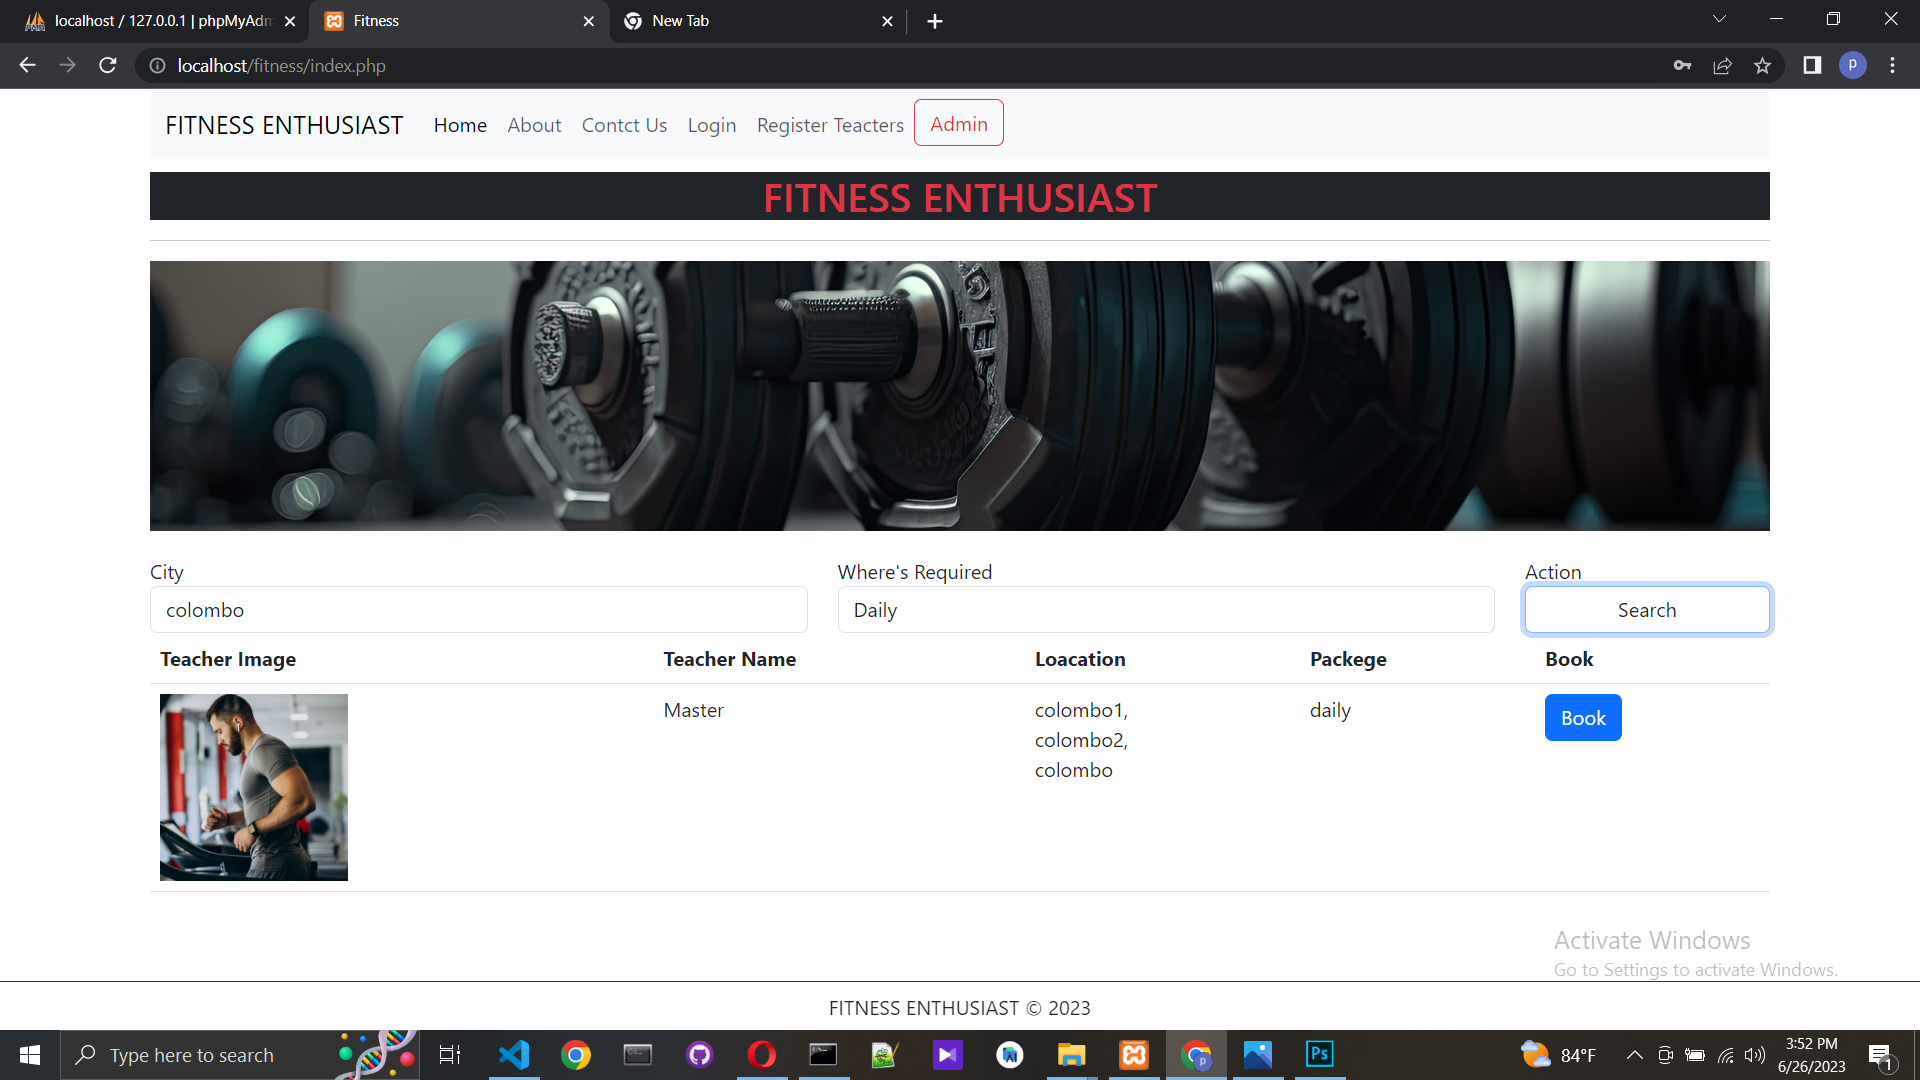 localhost / 127.0.0.1 | phpMyAdm
Fitness
New Tab
localhost/fitness/index.php
P
FITNESS ENTHUSIAST Home About Contct Us Login Register Teacters Admin
FITNESS ENTHUSIAST
City Where's Required Action
colombo Daily Search
Teacher Image Teacher Name Loacation Packege Book
Master colombo1, daily Book
colombo2,
colombo
Activate Windows
Go to Settings to activate Windows.
FITNESS ENTHUSIAST © 2023
Type here to search
Ps
84°F
3:52 PM
6/26/2023
1